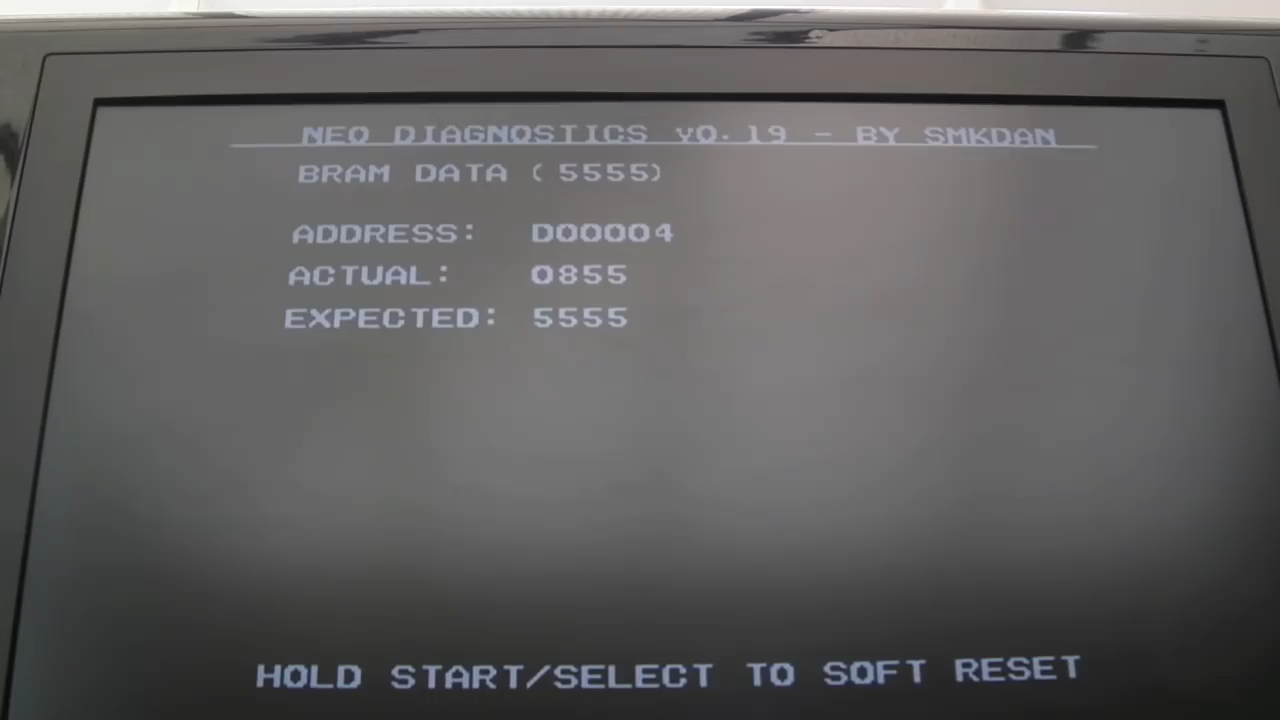 NEO DIAGNOSTICS v0.19 - BY SMKDAN
BRAM DATA (5555)
ADDRESS: D00004
ACTUAL: 0855
EXPECTED: 5555
HOLD START/SELECT TO SOFT RESET